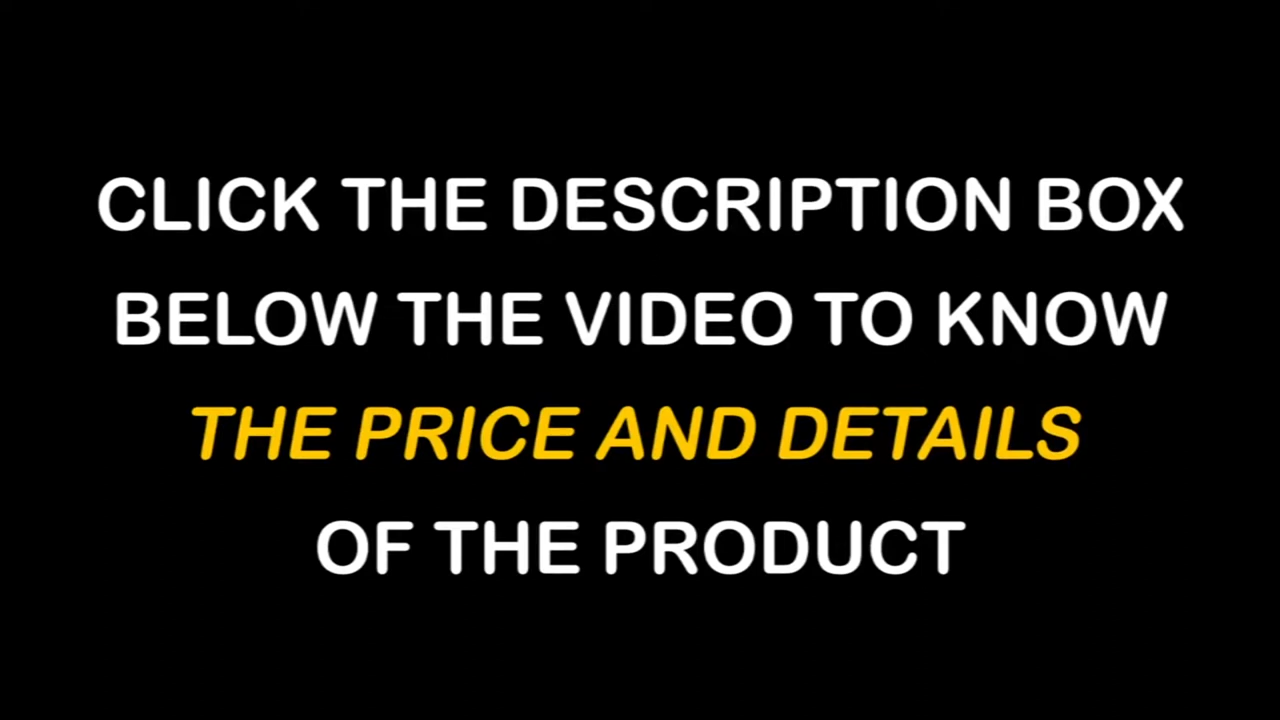 CLICK THE DESCRIPTION BOX
BELOW THE VIDEO TO KNOW
THE PRICE AND DETAILS
OF THE PRODUCT